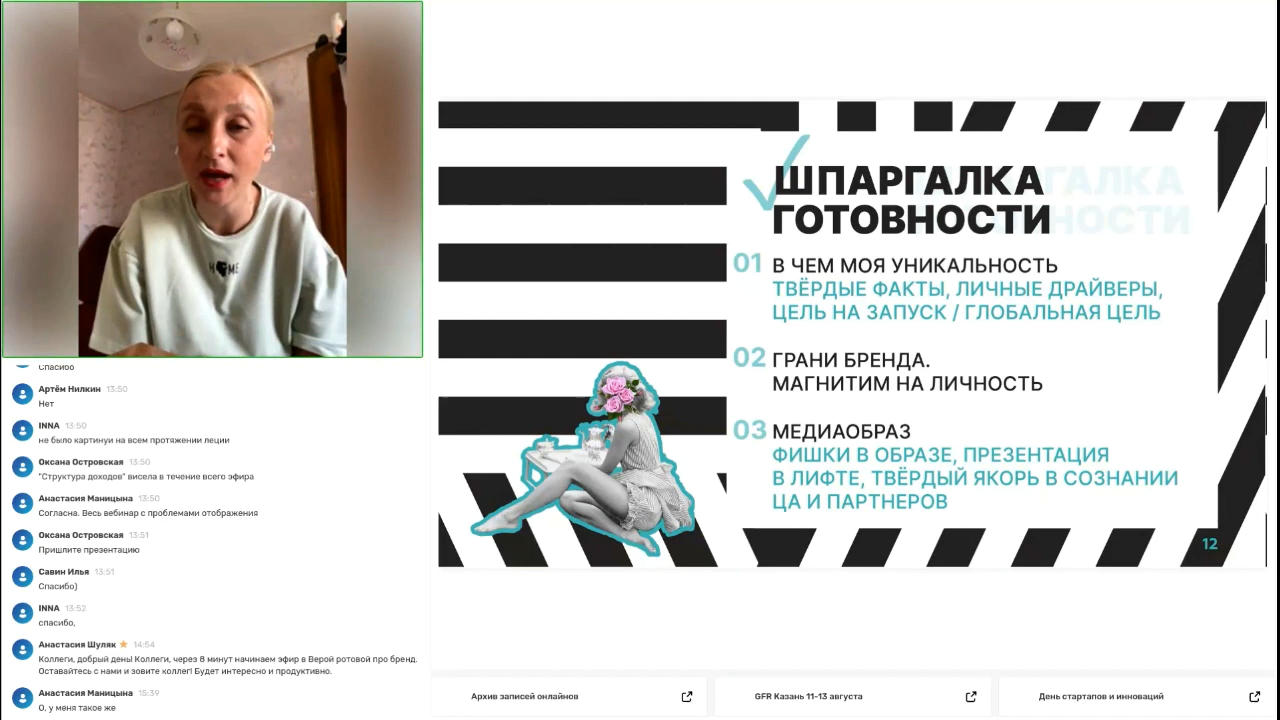 HOME
Спасибо
Артём Нилкин 13:50
Нет
INNA 13:50
не было картинуи на всем протяжении леции
Оксана Островская 13:50
"Структура доходов" висела в течение всего эфира
Анастасия Маницына 13:50
Согласна. Весь вебинар с проблемами отображения
Оксана Островская 13:51
Пришлите презентацию
Савин Илья 13:51
Спасибо)
INNA 13:52
спасибо,
Анастасия Шуляк 14:54
Коллеги, добрый день! Коллеги, через 6 минут начинаем эфир в Верой ротовой про бренд.
Оставайтесь с нами и зовите коллег! Будет интересно и продуктивно.
Анастасия Маницына 15:39
О, у меня такое же
ШПАРГАЛКА
ГОТОВНОСТИ
01 В ЧЕМ МОЯ УНИКАЛЬНОСТЬ
ТВЁРДЫЕ ФАКТЫ, ЛИЧНЫЕ ДРАЙВЕРЫ,
ЦЕЛЬ НА ЗАПУСК / ГЛОБАЛЬНАЯ ЦЕЛЬ
02 ГРАНИ БРЕНДА.
МАГНИТИМ НА ЛИЧНОСТЬ
03 МЕДИАОБРАЗ
ФИШКИ В ОБРАЗЕ, ПРЕЗЕНТАЦИЯ
В ЛИФТЕ, ТВЁРДЫЙ ЯКОРЬ В СОЗНАНИИ
ЦА И ПАРТНЕРОВ
12
Архив записей онлайнов
GFR Казань 11-13 августа
День стартапов и инноваций